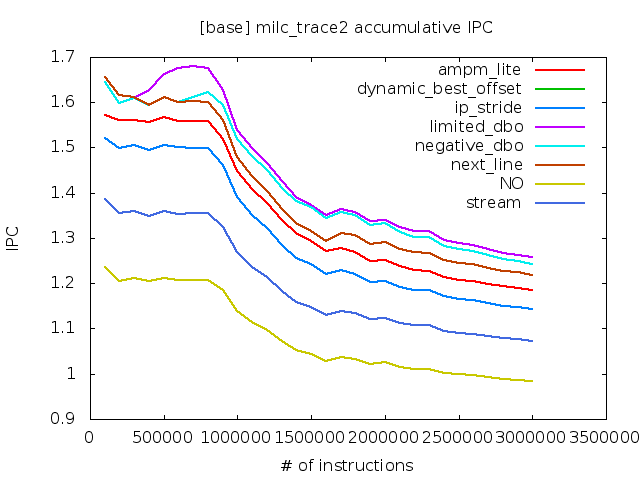 [base] milc_trace2 accumulative IPC
1.7
1.6
1.5
1.4
1.3
1.2
1.1
1
0.9
IPC
ampm_lite
dynamic_best_offset
ip_stride
limited_dbo
negative_dbo
next_line
NO
stream
0 500000 1000000 1500000 2000000 2500000 3000000 3500000
# of instructions